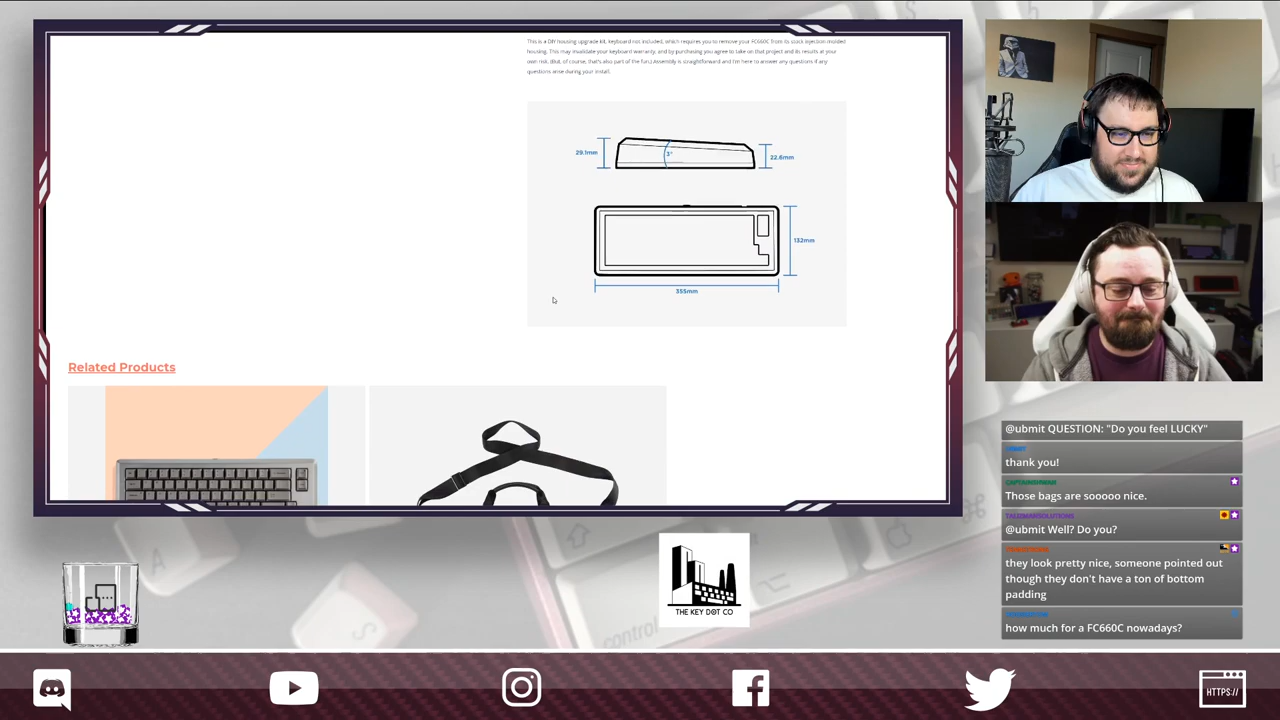 This is a DIY housing upgrade kit, keyboard not included, which requires you to remove your FC660C from its stock injection molded
housing. This may invalidate your keyboard warranty, and by purchasing you agree to take on that project and its results at your
own risk. (But, of course, that's also part of the fun.) Assembly is straightforward and I'm here to answer any questions if any
questions arise during your install.
29.1mm
3°
22.6mm
132mm
355mm
Related Products
@ubmit QUESTION: "Do you feel LUCKY"
thank you!
Those bags are sooooo nice.
@ubmit Well? Do you?
they look pretty nice, someone pointed out
though they don't have a ton of bottom
padding
how much for a FC660C nowadays?
THE KEY DOT CO
control
HTTPS://